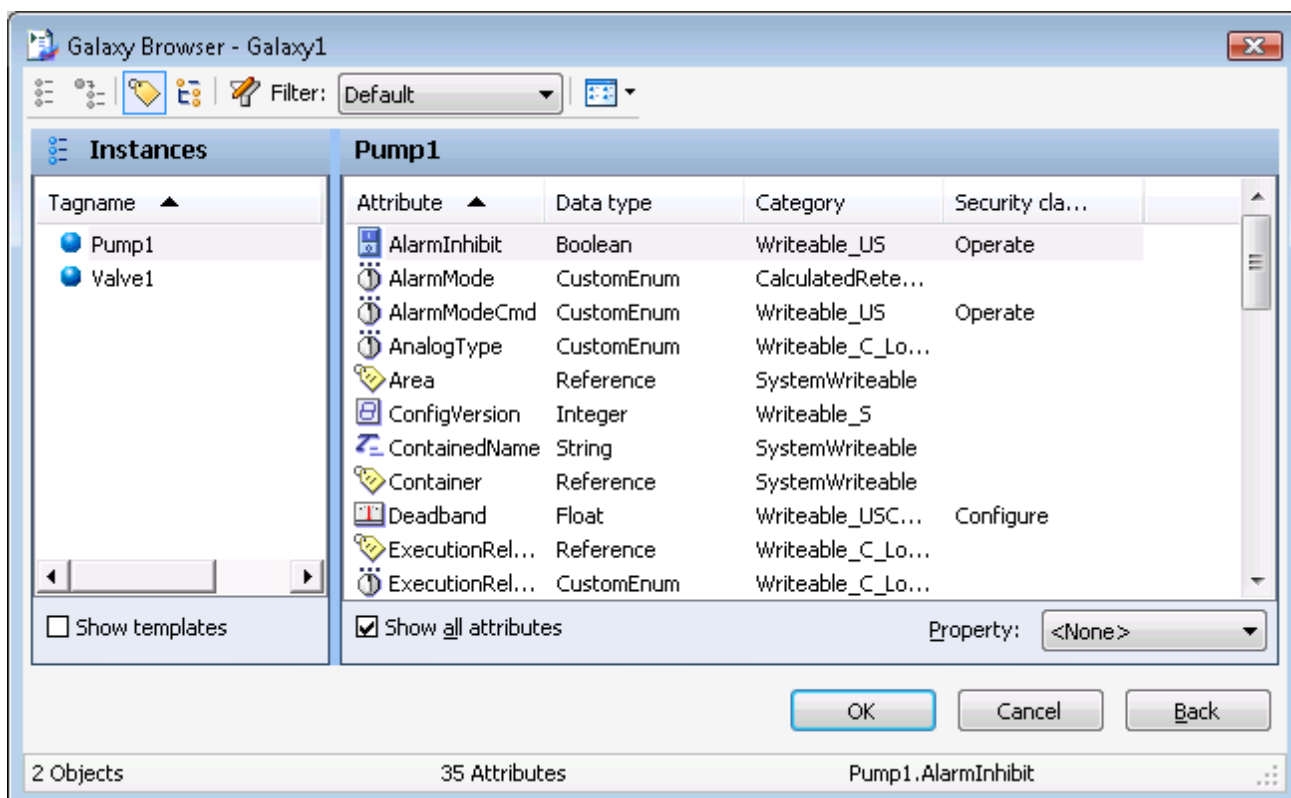 Galaxy Browser - Galaxy1
Filter: Default
Instances
Pump1
Tagname
Attribute Data type Category Security cla...
Pump1
Valve1
AlarmInhibit Boolean Writeable_US Operate
AlarmMode CustomEnum CalculatedRete...
AlarmModeCmd CustomEnum Writeable_US Operate
AnalogType CustomEnum Writeable_C_Lo...
Area Reference SystemWriteable
ConfigVersion Integer Writeable_S
ContainedName String SystemWriteable
Container Reference SystemWriteable
Deadband Float Writeable_USC... Configure
ExecutionRel... Reference Writeable_C_Lo...
ExecutionRel... CustomEnum Writeable_C_Lo...
Show templates
Show all attributes
Property: <None>
OK Cancel Back
2 Objects 35 Attributes Pump1.AlarmInhibit